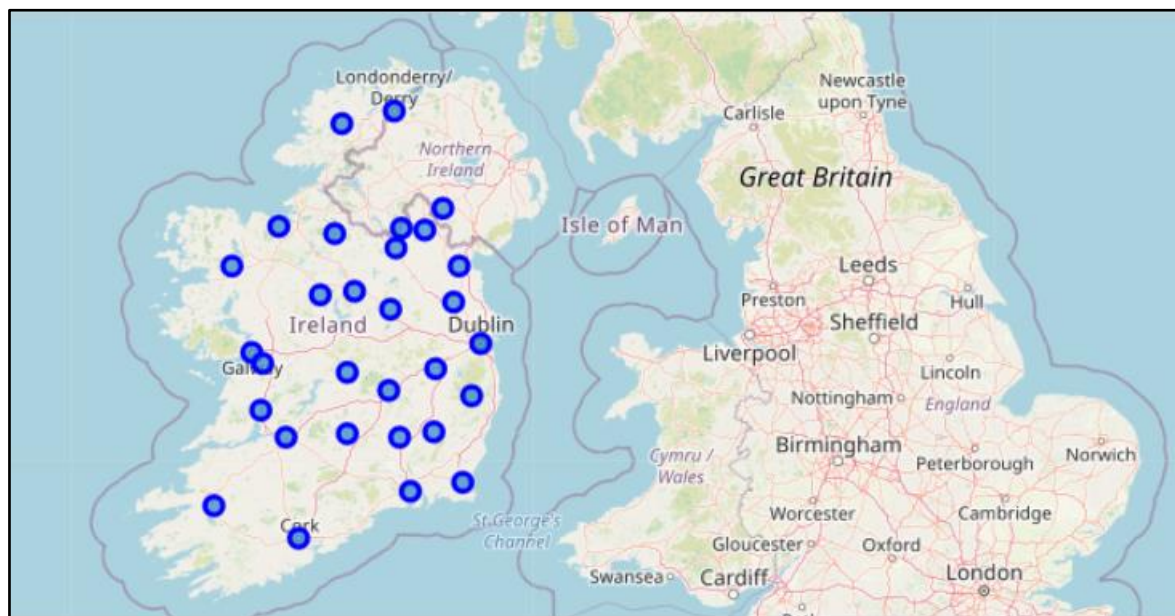 Londonderry/
Derry
Northern
Ireland
Newcastle
upon Tyne
Carlisle
Great Britain
Isle of Man
Leeds
Preston
Hull
Ireland
Dublin
Sheffield
Liverpool
Galway
Lincoln
Nottingham
England
Birmingham
Norwich
Cymru /
Wales
Peterborough
Cork
St George's
Channel
Worcester
Cambridge
Gloucester
Oxford
Swansea
Cardiff
London